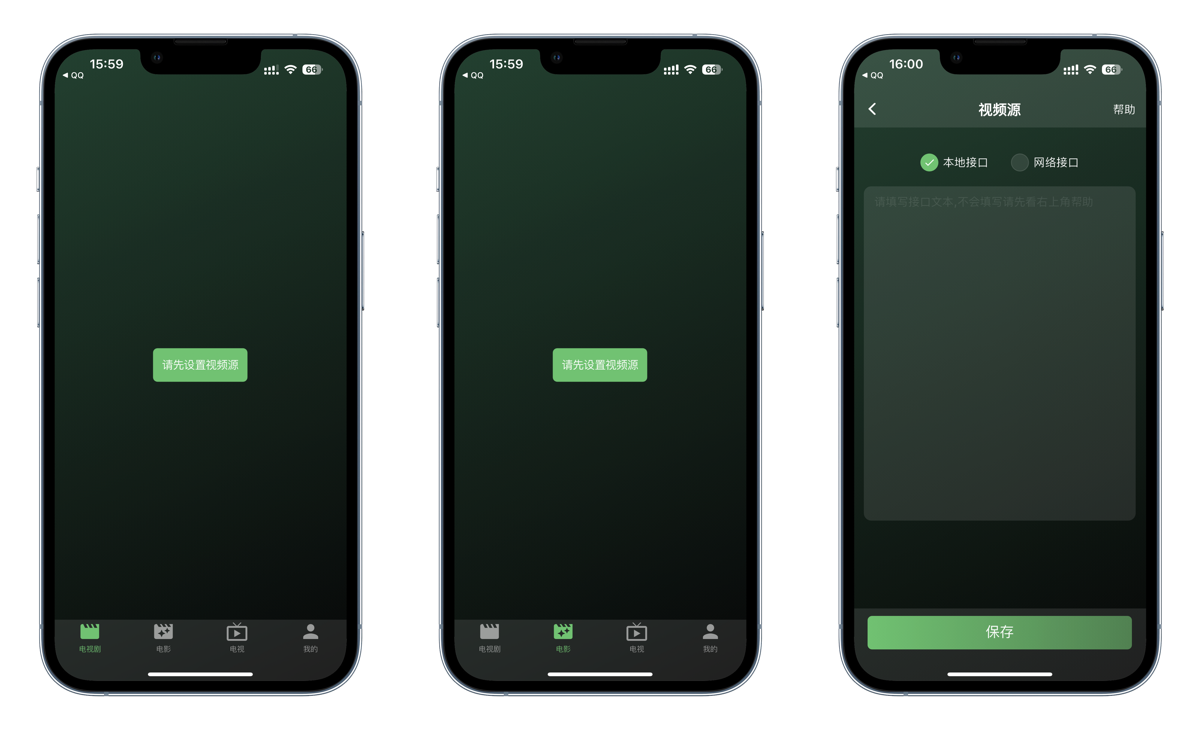 15:59
66
◀ QQ
请先设置视频源
电视剧
电影
电视
我的
15:59
66
◀ QQ
请先设置视频源
电视剧
电影
电视
我的
16:00
66
◀ QQ
视频源
帮助
本地接口
网络接口
请填写接口文本,不会填写请先看右上角帮助
保存